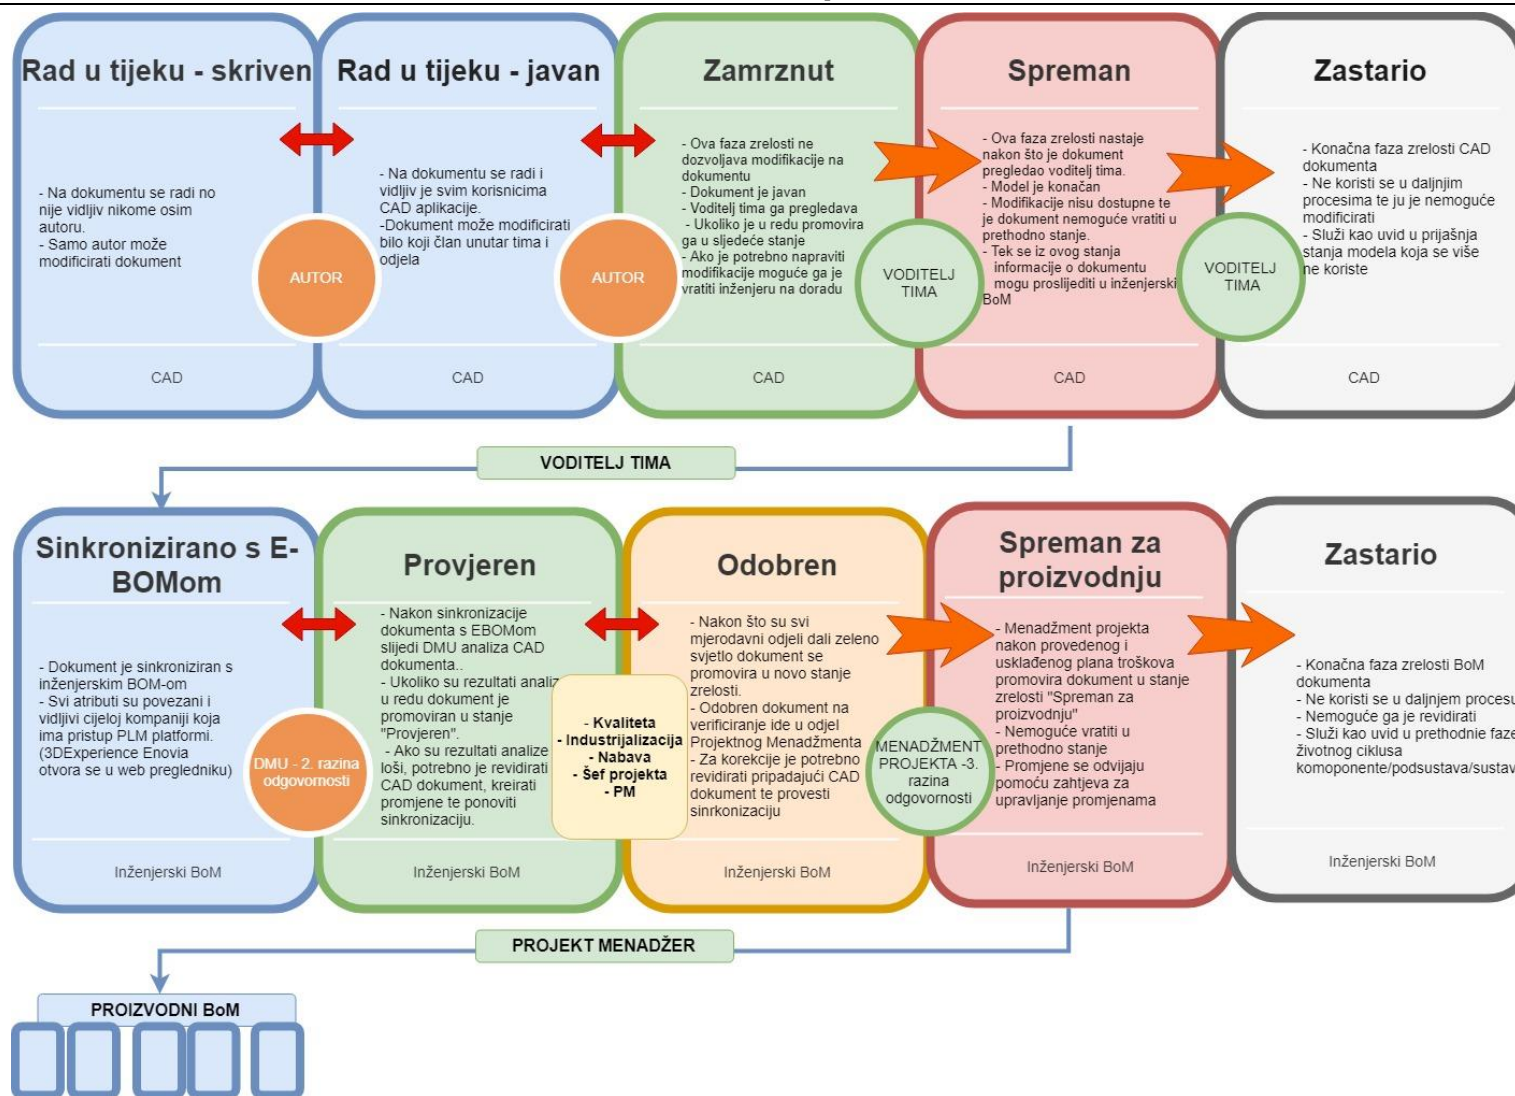 Rad u tijeku - skriven
- Na dokumentu se radi no
nije vidljiv nikome osim
autoru.
- Samo autor može
modificirati dokument
CAD
AUTOR
Rad u tijeku - javan
- Na dokumentu se radi i
vidljiv je svim korisnicima
CAD aplikacije.
-Dokument može modificirati
bilo koji član unutar tima i
odjela
CAD
AUTOR
Zamrznut
- Ova faza zrelosti ne
dozvoljava modifikacije na
dokumentu
- Dokument je javan
- Voditelj tima ga pregledava
- Ukoliko je u redu promovira
ga u sljedeće stanje
- Ako je potrebno napraviti
modifikacije moguće ga je
vratiti inženjeru na doradu
CAD
VODITELJ
TIMA
Spreman
- Ova faza zrelosti nastaje
nakon što je dokument
pregledao voditelj tima.
- Model je konačan
- Modifikacije nisu dostupne te
je dokument nemoguće vratiti u
prethodno stanje.
- Tek se iz ovog stanja
informacije o dokumentu
mogu proslijediti u inženjerski
BoM
CAD
VODITELJ
TIMA
Zastario
- Konačna faza zrelosti CAD
dokumenta
- Ne koristi se u daljnjim
procesima te ju je nemoguće
modificirati
- Služi kao uvid u prijašnja
stanja modela koja se više
ne koriste
CAD
VODITELJ TIMA
Sinkronizirano s E-
BOMom
- Dokument je sinkroniziran s
inženjerskim BOM-om
- Svi atributi su povezani i
vidljivi cijeloj kompaniji koja
ima pristup PLM platformi.
(3DExperience Enovia
otvora se u web pregledniku)
Inženjerski BoM
DMU - 2. razina
odgovornosti
Provjeren
- Nakon sinkronizacije
dokumenta s EBOMom
slijedi DMU analiza CAD
dokumenta..
- Ukoliko su rezultati analiz
u redu dokument je
promoviran u stanje
"Provjeren".
- Ako su rezultati analize
loši, potrebno je revidirati
CAD dokument, kreirati
promjene te ponoviti
sinkronizaciju.
Inženjerski BoM
- Kvaliteta
- Industrijalizacija
- Nabava
- Šef projekta
- PM
Odobren
- Nakon što su svi
mjerodavni odjeli dali zeleno
svjetlo dokument se
promovira u novo stanje
zrelosti.
- Odobren dokument na
verificiranje ide u odjel
Projektnog Menadžmenta
- Za korekcije je potrebno
revidirati pripadajući CAD
dokument te provesti
sinrkonizaciju
Inženjerski BoM
MENADŽMENT
PROJEKTA -3.
razina
odgovornosti
Spreman za
proizvodnju
- Menadžment projekta
nakon provedenog i
usklađenog plana troškova
promovira dokument u stanje
zrelosti "Spreman za
proizvodnju"
- Nemoguće vratiti u
prethodno stanje
- Promjene se odvijaju
pomoću zahtjeva za
upravljanje promjenama
Inženjerski BoM
Zastario
- Konačna faza zrelosti BoM
dokumenta
- Ne koristi se u daljnjem procesu
- Nemoguće ga je revidirati
- Služi kao uvid u prethodnie faze
životnog ciklusa
komoponente/podsustava/sustav
Inženjerski BoM
PROJEKT MENADŽER
PROIZVODNI BoM